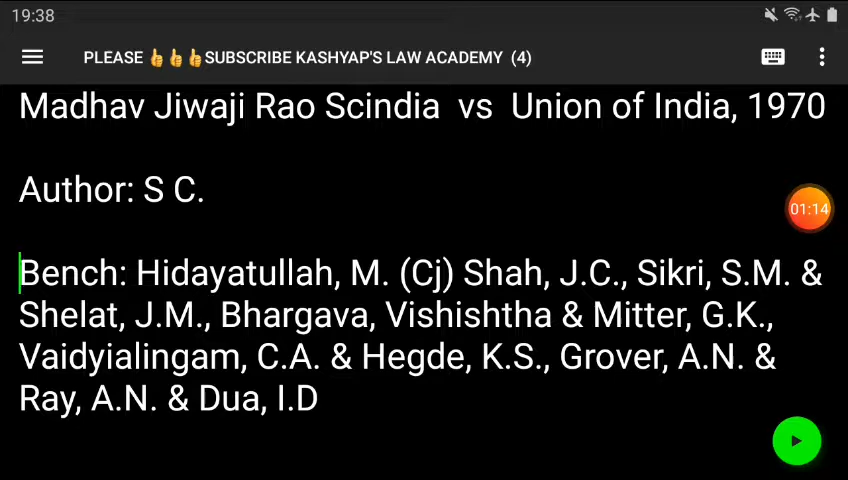 19:38
PLEASE 👍👍👍SUBSCRIBE KASHYAP'S LAW ACADEMY (4)
Madhav Jiwaji Rao Scindia vs Union of India, 1970
Author: S C.
01:14
Bench: Hidayatullah, M. (Cj) Shah, J.C., Sikri, S.M. &
Shelat, J.M., Bhargava, Vishishtha & Mitter, G.K.,
Vaidyialingam, C.A. & Hegde, K.S., Grover, A.N. &
Ray, A.N. & Dua, I.D